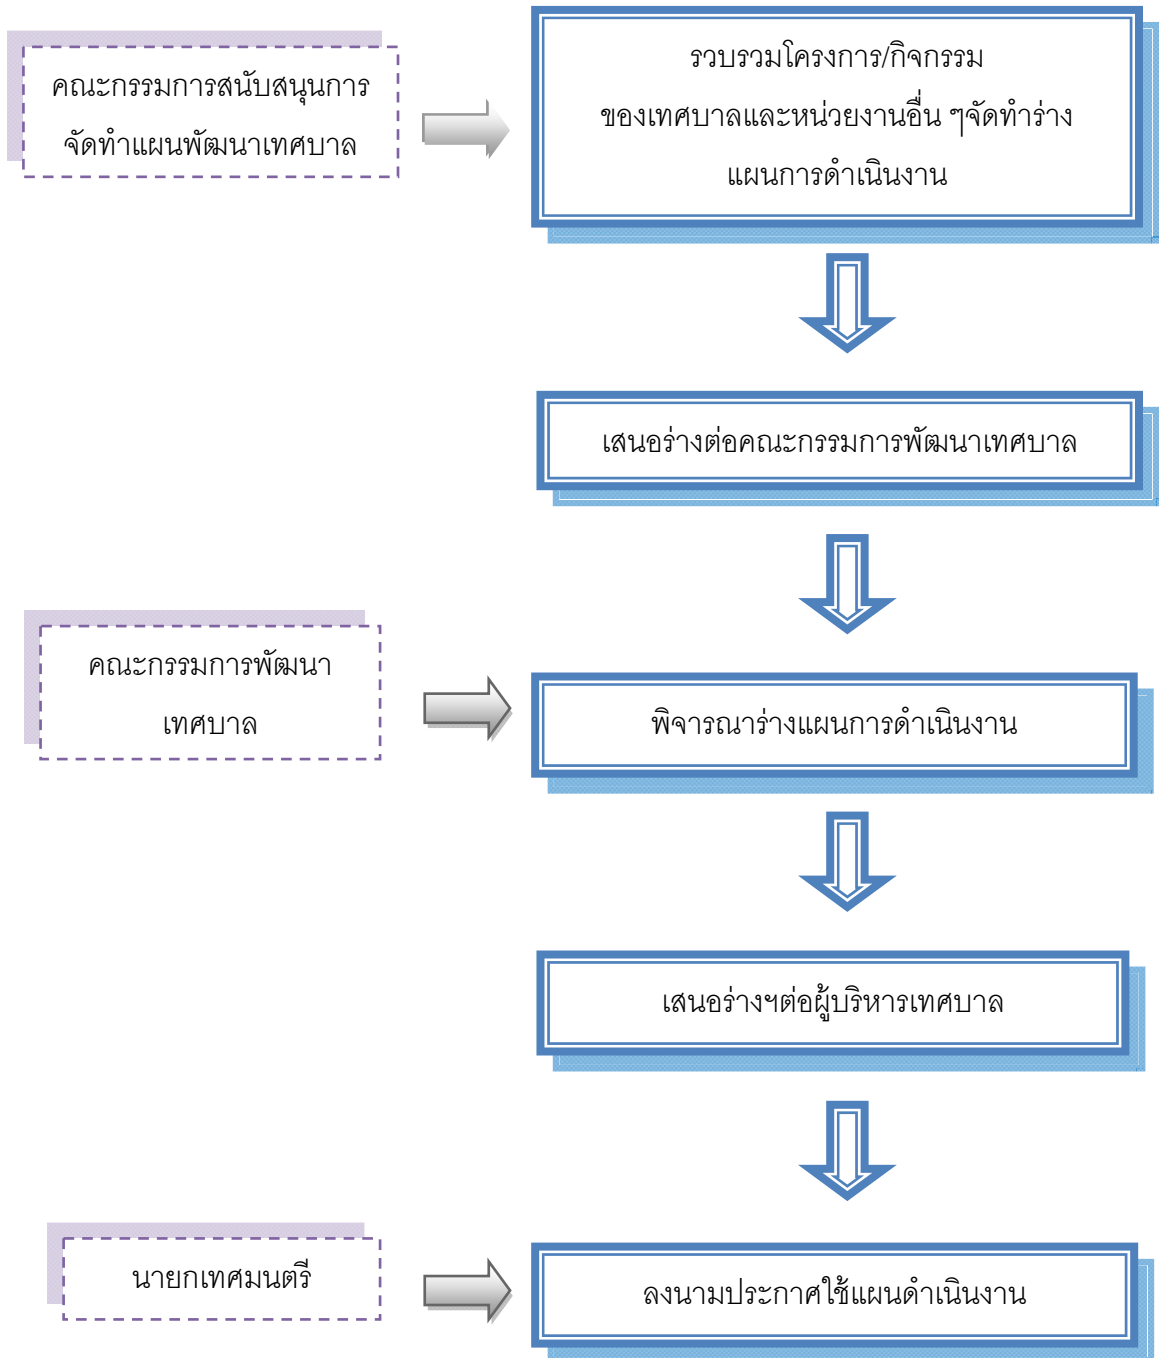 คณะกรรมการสนับสนุนการ
จัดทำแผนพัฒนาเทศบาล
รวบรวมโครงการ/กิจกรรม
ของเทศบาลและหน่วยงานอื่น ๆจัดทำร่าง
แผนการดำเนินงาน
เสนอร่างต่อคณะกรรมการพัฒนาเทศบาล
คณะกรรมการพัฒนา
เทศบาล
พิจารณาร่างแผนการดำเนินงาน
เสนอร่างฯต่อผู้บริหารเทศบาล
นายกเทศมนตรี
ลงนามประกาศใช้แผนดำเนินงาน